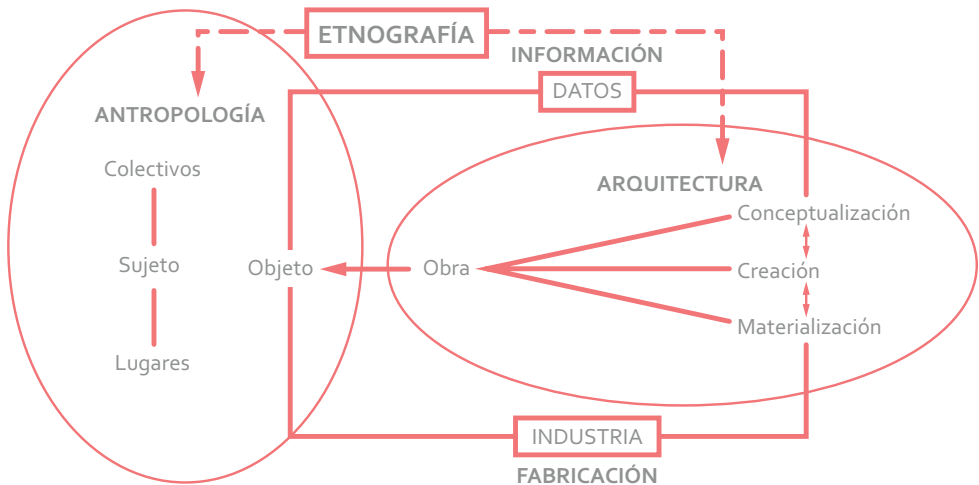 ETNOGRAFÍA
INFORMACIÓN
DATOS
ANTROPOLOGÍA
Colectivos
Sujeto
Lugares
Objeto
Obra
ARQUITECTURA
Conceptualización
Creación
Materialización
INDUSTRIA
FABRICACIÓN